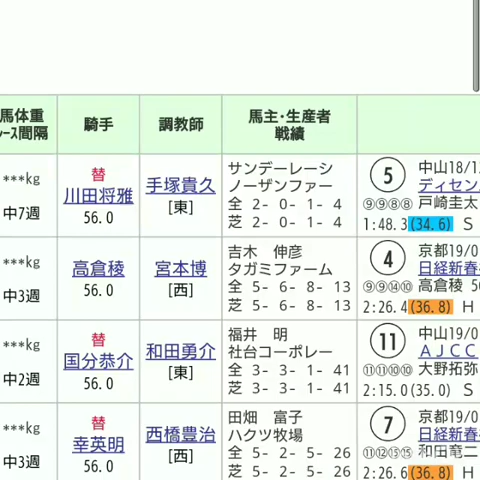 馬体重
レース間隔
騎手
調教師
馬主・生産者
戦績
***kg
中7週
替
川田将雅
56.0
手塚貴久
[東]
サンデーレーシ
ノーザンファー
全 2- 0- 1- 4
芝 2- 0- 1- 4
⑤ 中山18/1
ディセン
⑨⑨⑧⑧ 戸崎圭太
1:48.3(34.6) S
***kg
中3週
高倉稜
56.0
宮本博
[西]
吉木 伸彦
タガミファーム
全 5- 6- 8- 13
芝 5- 6- 8- 13
④ 京都19/0
日経新春
⑨⑨⑭⑩ 高倉稜 5
2:26.4(36.8) H
***kg
中2週
替
国分恭介
56.0
和田勇介
[東]
福井 明
社台コーポレー
全 3- 3- 1- 41
芝 3- 3- 1- 41
⑪ 中山19/0
AJCC
⑪⑪⑩⑩ 大野拓弥
2:15.0(35.0) S
***kg
中3週
替
幸英明
56.0
西橋豊治
[西]
田畑 富子
ハクツ牧場
全 5- 2- 5- 26
芝 5- 2- 5- 26
⑦ 京都19/0
日経新春
⑪⑫⑬⑮ 和田竜二
2:26.6(36.8) H